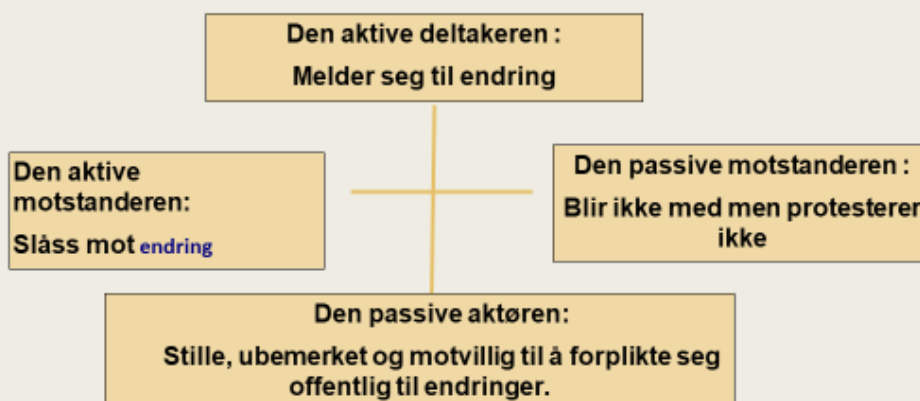 Den aktive deltakeren :
Melder seg til endring
Den aktive
motstanderen:
Slåss mot endring
Den passive motstanderen :
Blir ikke med men protesterer
ikke
Den passive aktøren:
Stille, ubemerket og motvillig til å forplikte seg
offentlig til endringer.